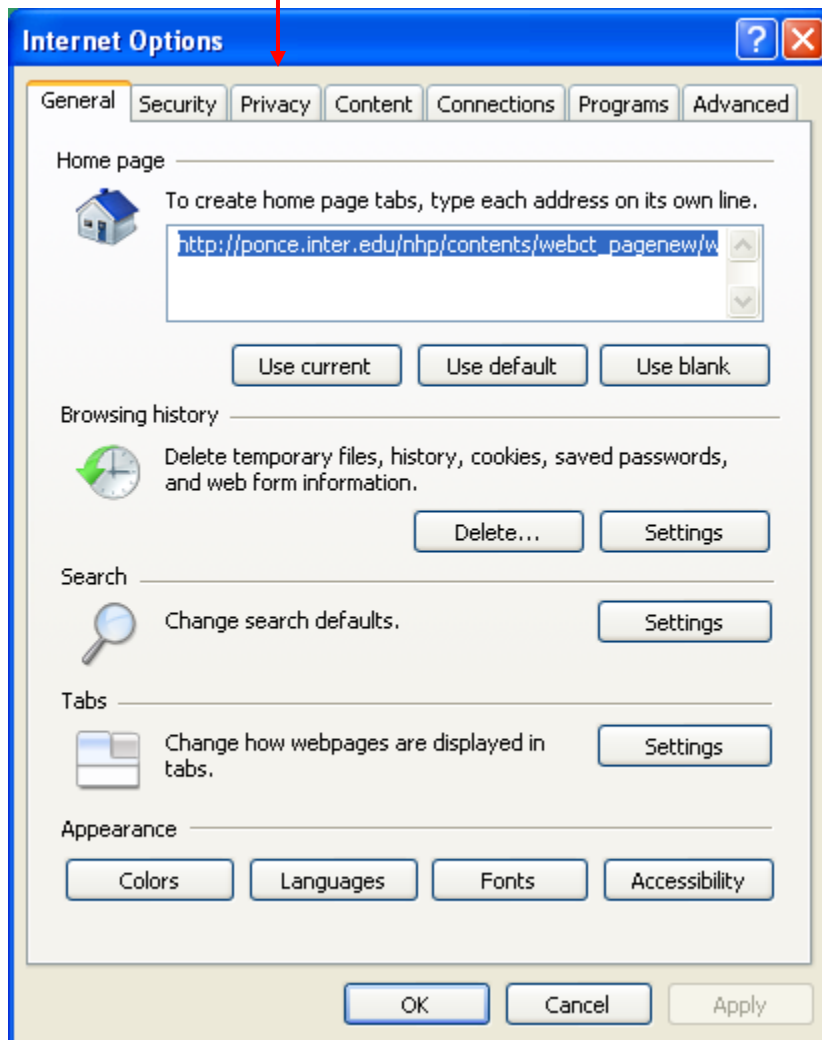 Internet Options
General Security Privacy Content Connections Programs Advanced
Home page
To create home page tabs, type each address on its own line.
http://ponce.inter.edu/nhp/contents/webct_pagenew/w
Use current Use default Use blank
Browsing history
Delete temporary files, history, cookies, saved passwords,
and web form information.
Delete... Settings
Search
Change search defaults. Settings
Tabs
Change how webpages are displayed in
tabs.
Settings
Appearance
Colors Languages Fonts Accessibility
OK Cancel Apply